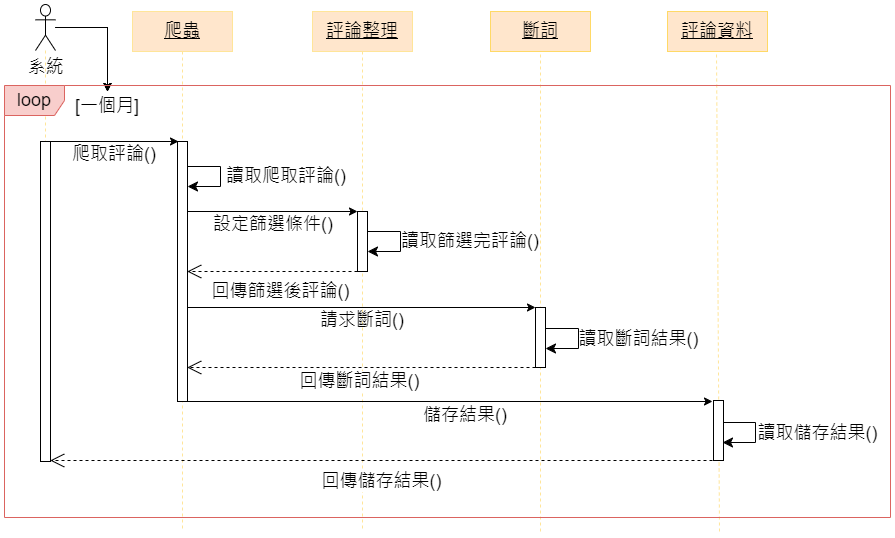 爬蟲
評論整理
斷詞
評論資料
系統
loop
[一個月]
爬取評論()
讀取爬取評論()
設定篩選條件()
讀取篩選完評論()
回傳篩選後評論()
請求斷詞()
讀取斷詞結果()
回傳斷詞結果()
儲存結果()
讀取儲存結果()
回傳儲存結果()